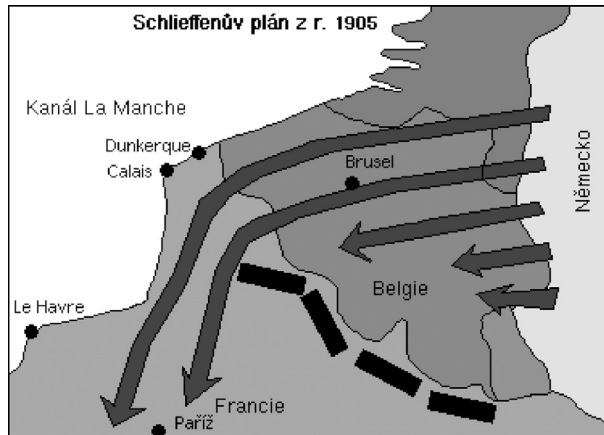 Schlieffenův plán z r. 1905
Kanál La Manche
Dunkerque
Calais
Brusel
Německo
Belgie
Le Havre
Francie
Paříž